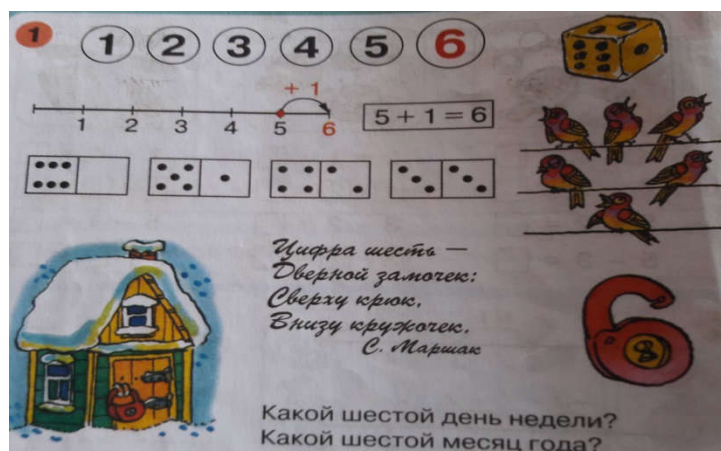 1
1 2 3 4 5 6
+ 1
1 2 3 4 5 6
5 + 1 = 6
Цифра шесть —
Дверной замочек:
Сверху крюк,
Внизу кружочек.
С. Маршак
6
Какой шестой день недели?
Какой шестой месяц года?